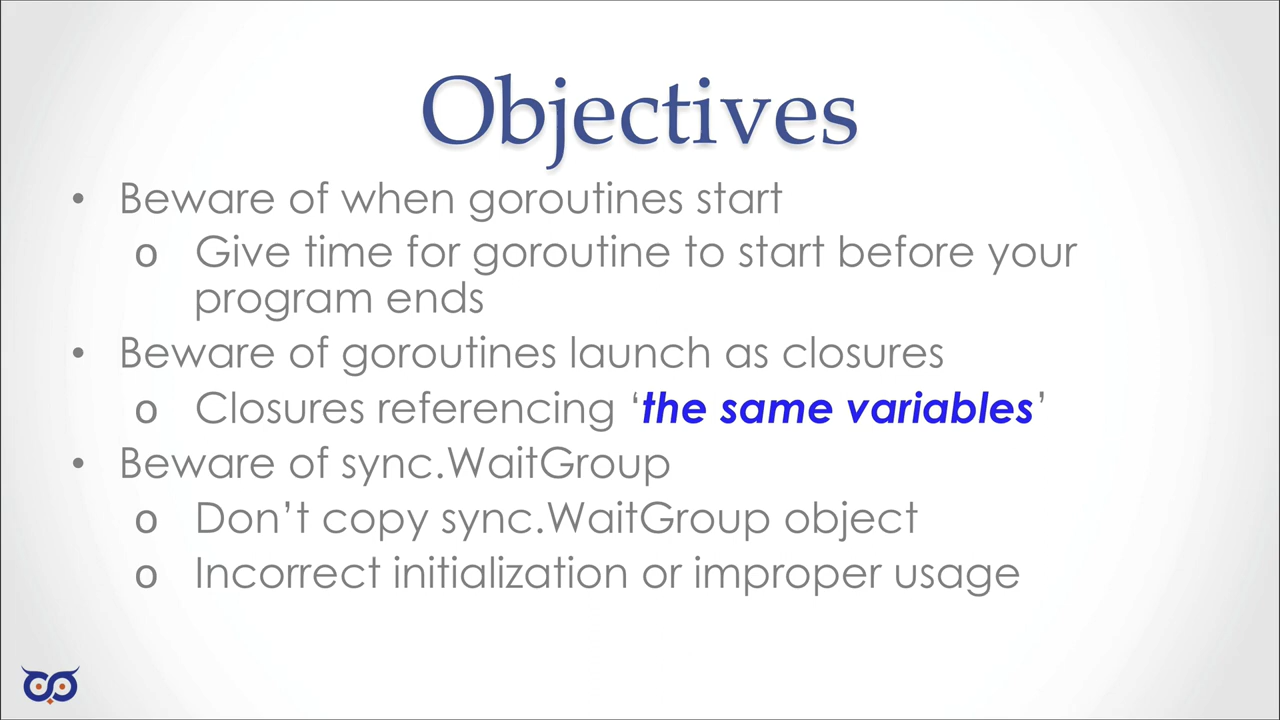 Objectives
• Beware of when goroutines start
o Give time for goroutine to start before your
program ends
• Beware of goroutines launch as closures
o Closures referencing ‘the same variables’
• Beware of sync.WaitGroup
o Don’t copy sync.WaitGroup object
o Incorrect initialization or improper usage